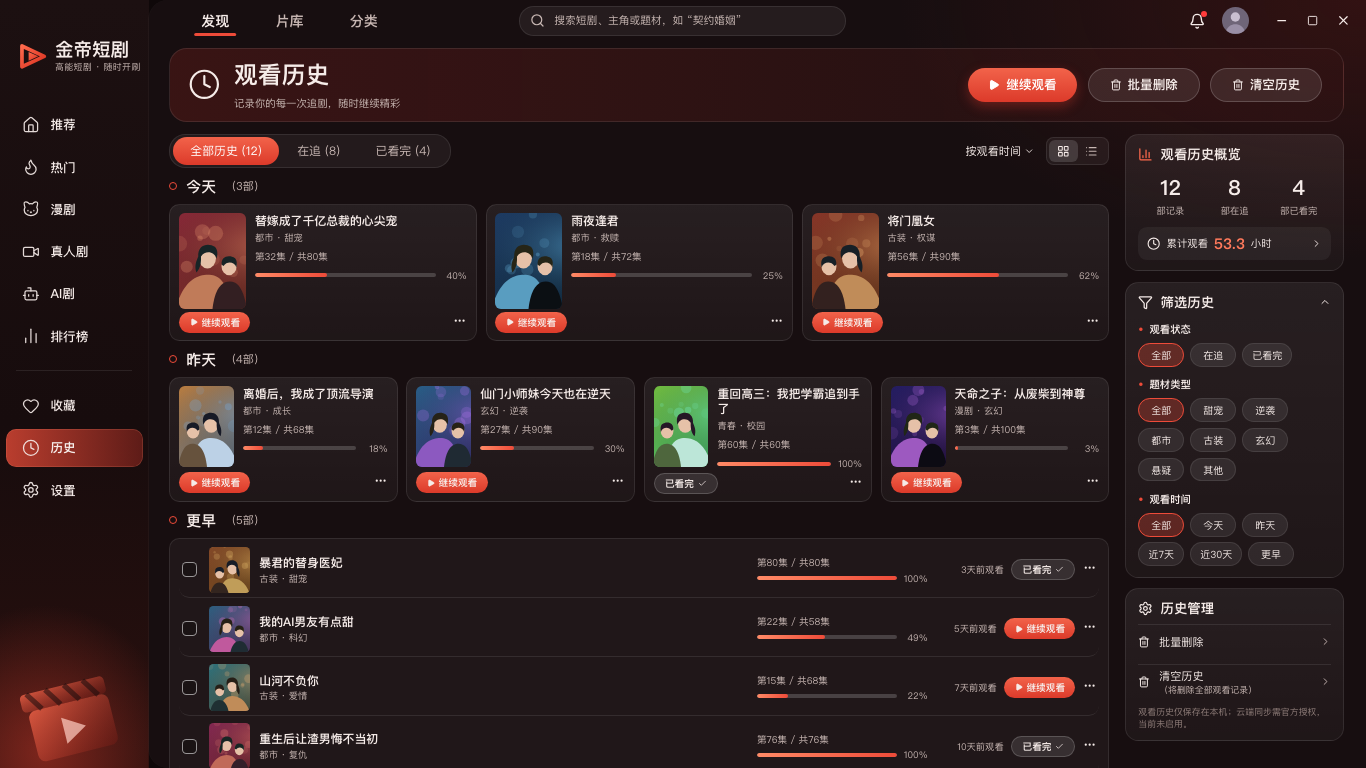 发现
片库
分类
搜索短剧、主角或题材，如 “契约婚姻”
金帝短剧
高能短剧 · 随时开刷
推荐
热门
漫剧
真人剧
AI剧
排行榜
收藏
历史
设置
观看历史
记录你的每一次追剧，随时继续精彩
继续观看
批量删除
清空历史
全部历史 (12)
在追 (8)
已看完 (4)
按观看时间
今天 (3部)
替嫁成了千亿总裁的心尖宠
都市 · 甜宠
第32集 / 共80集
40%
继续观看
雨夜逢君
都市 · 救赎
第18集 / 共72集
25%
继续观看
将门凰女
古装 · 权谋
第56集 / 共90集
62%
继续观看
昨天 (4部)
离婚后，我成了顶流导演
都市 · 成长
第12集 / 共68集
18%
继续观看
仙门小师妹今天也在逆天
玄幻 · 逆袭
第27集 / 共90集
30%
继续观看
重回高三：我把学霸追到手
了
青春 · 校园
第60集 / 共60集
100%
已看完
天命之子：从废柴到神尊
漫剧 · 玄幻
第3集 / 共100集
3%
继续观看
更早 (5部)
暴君的替身医妃
古装 · 甜宠
第80集 / 共80集
100%
3天前观看
已看完
我的AI男友有点甜
都市 · 科幻
第22集 / 共58集
49%
5天前观看
继续观看
山河不负你
古装 · 爱情
第15集 / 共68集
22%
7天前观看
继续观看
重生后让渣男悔不当初
都市 · 复仇
第76集 / 共76集
100%
10天前观看
已看完
观看历史概览
12
8
4
部记录
部在追
部已看完
累计观看 53.3 小时
筛选历史
观看状态
全部
在追
已看完
题材类型
全部
甜宠
逆袭
都市
古装
玄幻
悬疑
其他
观看时间
全部
今天
昨天
近7天
近30天
更早
历史管理
批量删除
清空历史
（将删除全部观看记录）
观看历史仅保存在本机；云端同步需官方授权，
当前未启用。